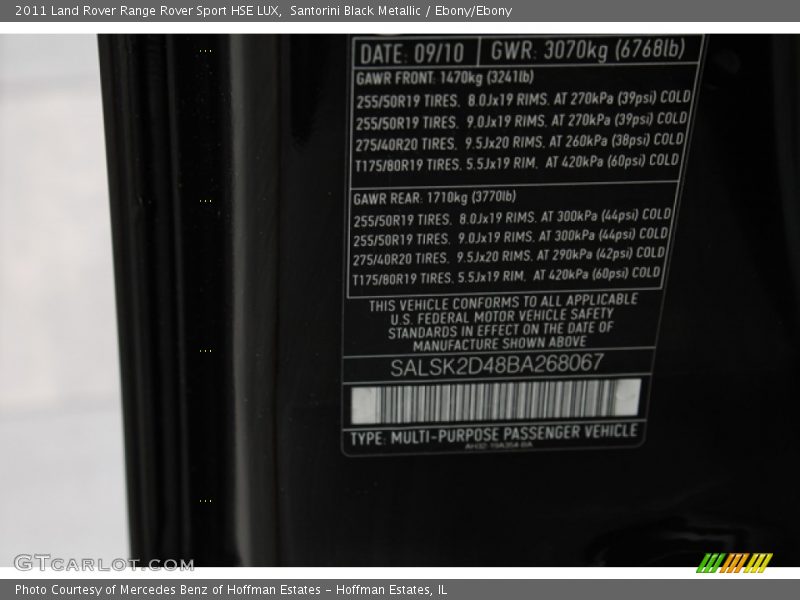 2011 Land Rover Range Rover Sport HSE LUX,  Santorini Black Metallic / Ebony/Ebony
DATE: 09/10 GWR: 3070kg (6768lb)
GAWR FRONT: 1470kg (3241lb)
255/50R19 TIRES, 8.0Jx19 RIMS. AT 270kPa (39psi) COLD
255/50R19 TIRES, 9.0Jx19 RIMS. AT 270kPa (39psi) COLD
275/40R20 TIRES, 9.5Jx20 RIMS. AT 260kPa (38psi) COLD
T175/80R19 TIRES, 5.5Jx19 RIM, AT 420kPa (60psi) COLD
GAWR REAR: 1710kg (3770lb)
255/50R19 TIRES, 8.0Jx19 RIMS, AT 300kPa (44psi) COLD
255/50R19 TIRES, 9.0Jx19 RIMS, AT 300kPa (44psi) COLD
275/40R20 TIRES, 9.5Jx20 RIMS, AT 290kPa (42psi) COLD
T175/80R19 TIRES, 5.5Jx19 RIM, AT 420kPa (60psi) COLD
THIS VEHICLE CONFORMS TO ALL APPLICABLE
U.S. FEDERAL MOTOR VEHICLE SAFETY
STANDARDS IN EFFECT ON THE DATE OF
MANUFACTURE SHOWN ABOVE
SALSK2D48BA268067
TYPE: MULTI-PURPOSE PASSENGER VEHICLE
GTCARLOT.COM
Photo Courtesy of Mercedes Benz of Hoffman Estates - Hoffman Estates, IL